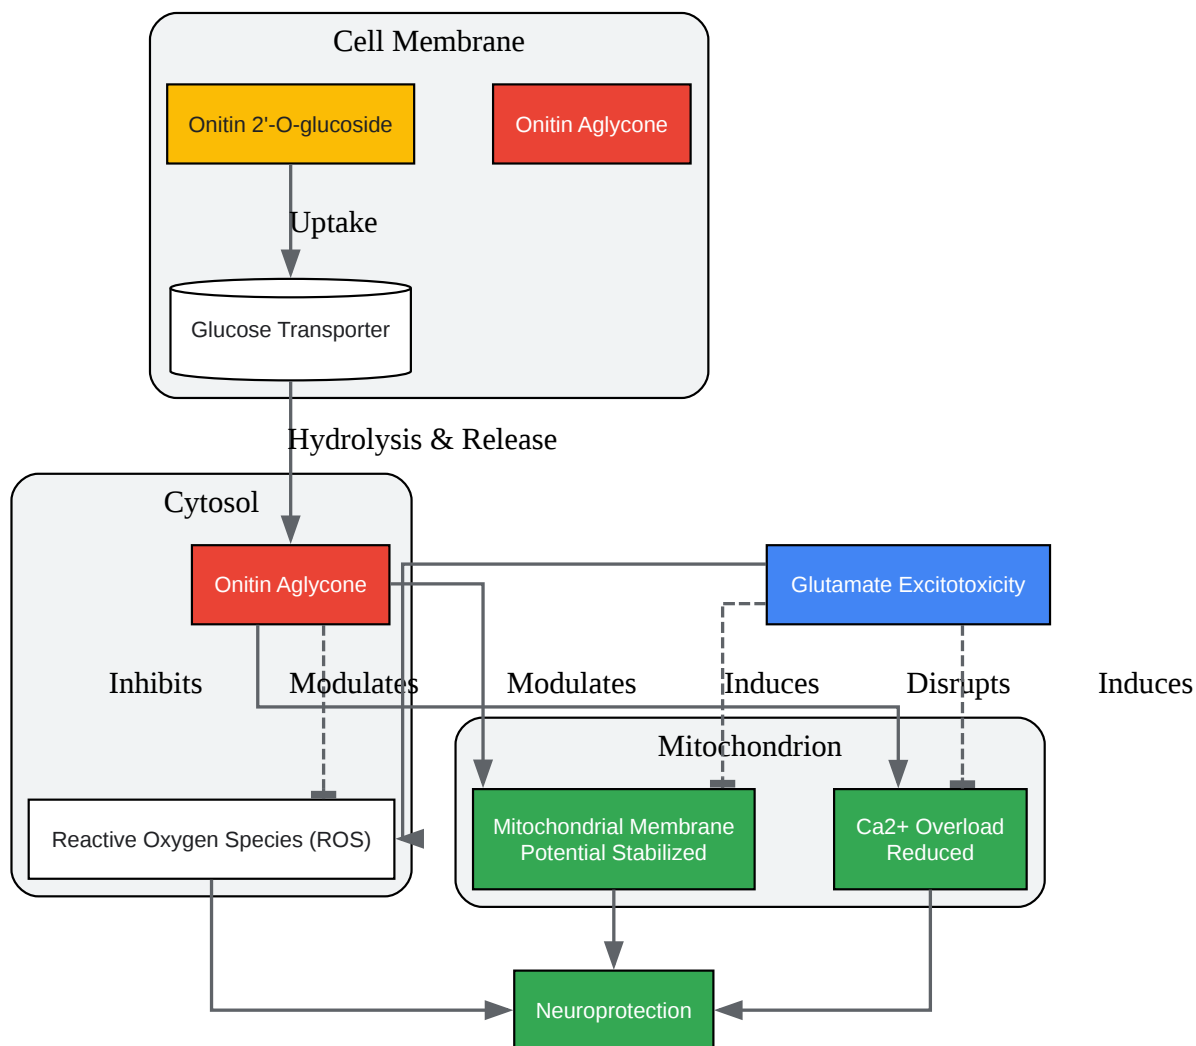 Cell Membrane
Onitin 2'-O-glucoside
Onitin Aglycone
Uptake
Glucose Transporter
Hydrolysis & Release
Cytosol
Onitin Aglycone
Glutamate Excitotoxicity
Inhibits
Modulates
Modulates
Induces
Disrupts
Induces
Mitochondrion
Reactive Oxygen Species (ROS)
Mitochondrial Membrane
Potential Stabilized
Ca2+ Overload
Reduced
Neuroprotection